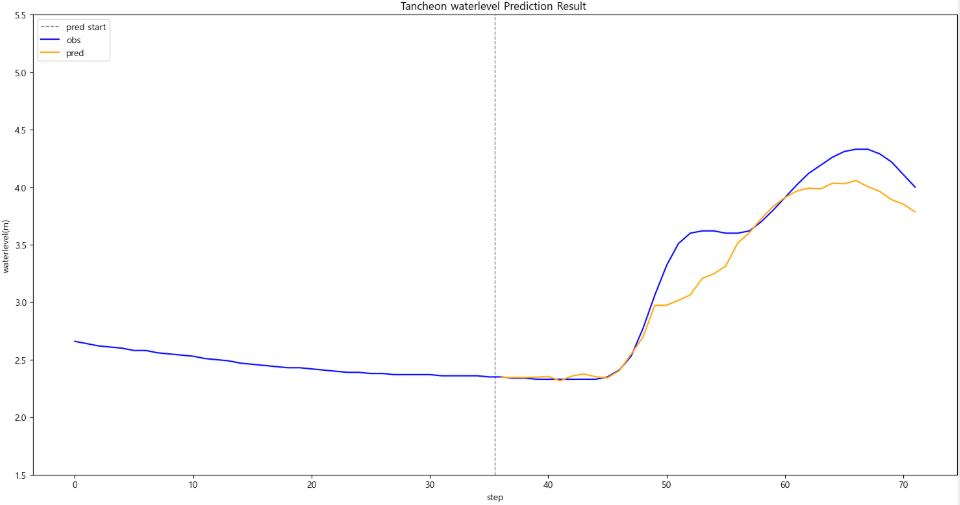 Tancheon waterlevel Prediction Result
pred start
obs
pred
5.5
5.0
4.5
4.0
3.5
3.0
2.5
2.0
1.5
waterlevel(m)
0 10 20 30 40 50 60 70
step